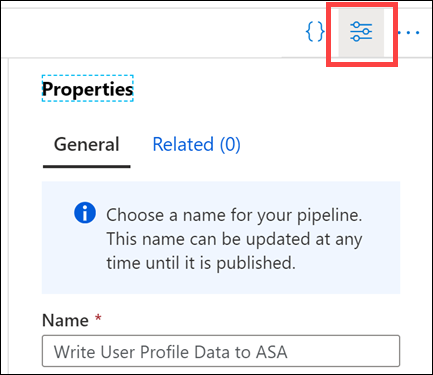 {} ...
Properties
General Related (0)
Choose a name for your pipeline.
This name can be updated at any
time until it is published.
Name *
Write User Profile Data to ASA